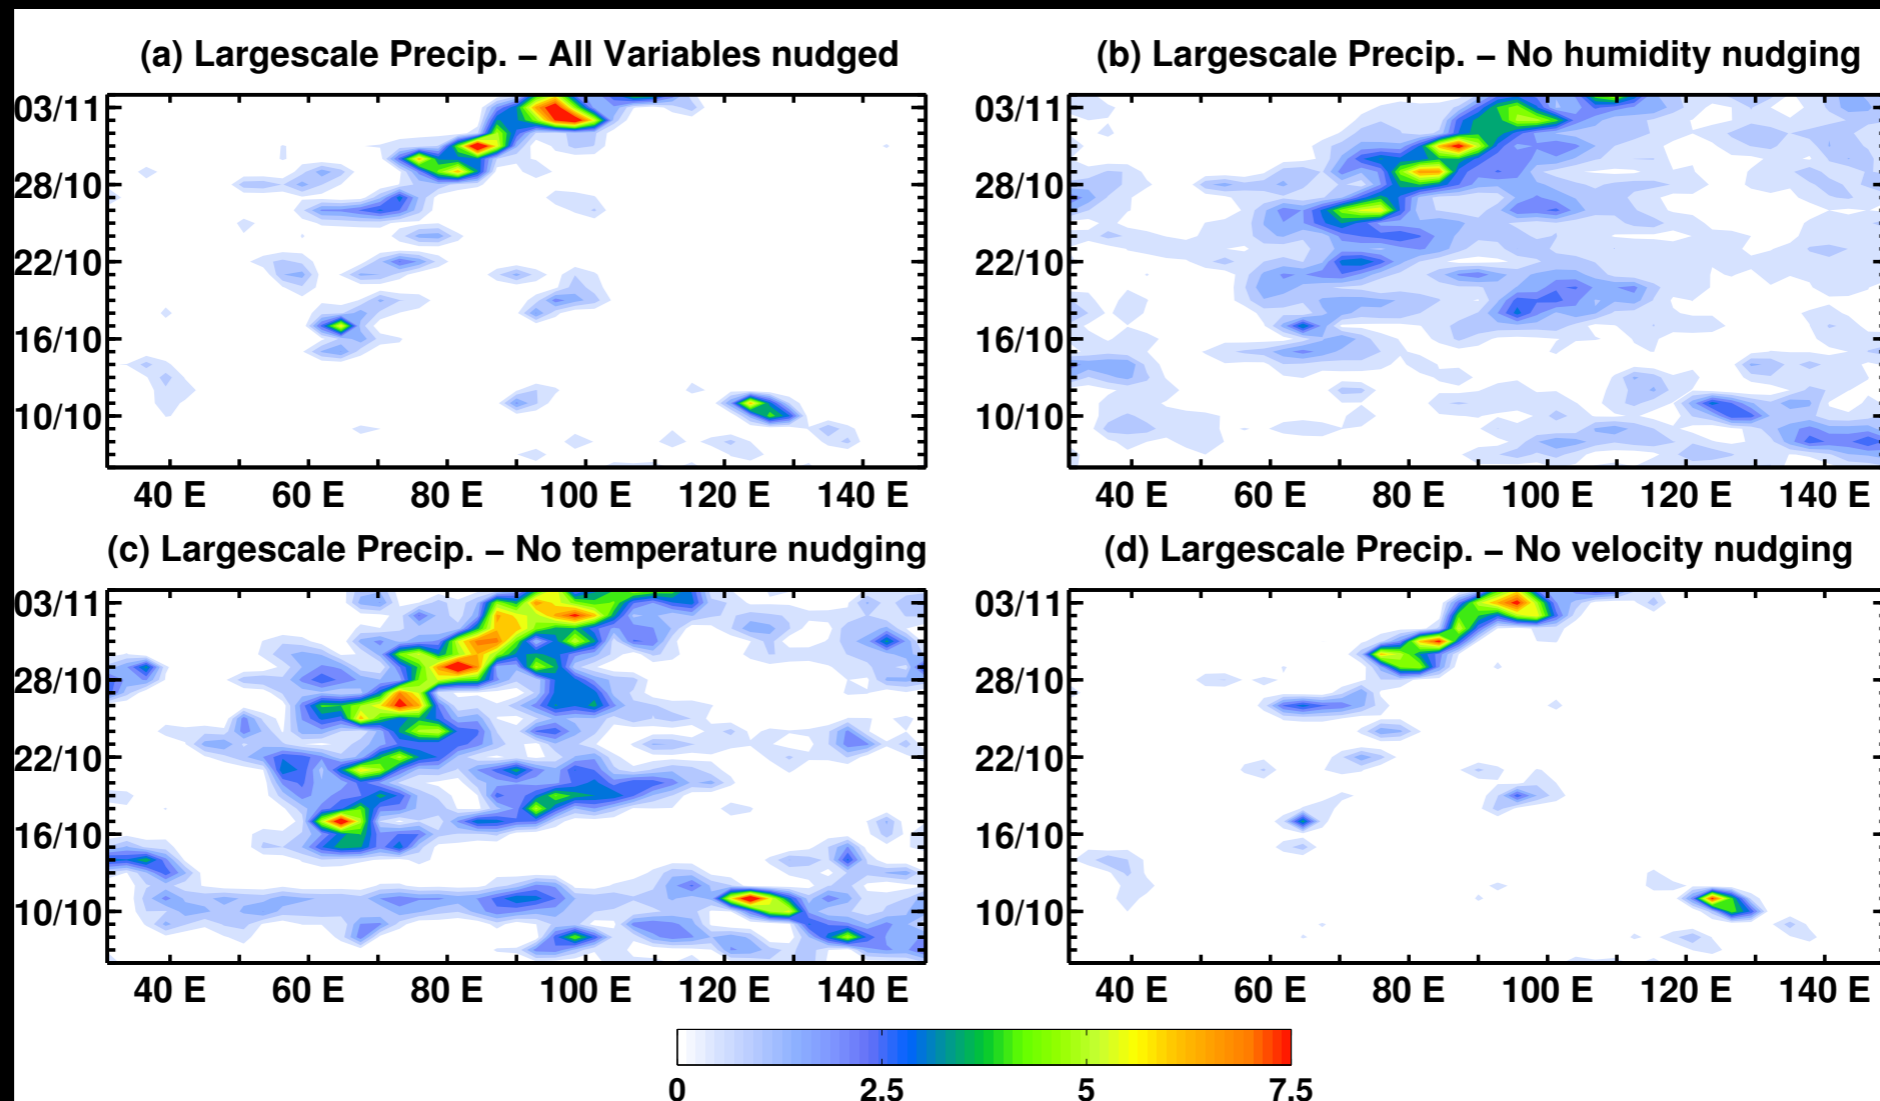 (a) Largescale Precip. – All Variables nudged
(b) Largescale Precip. – No humidity nudging
03/11
28/10
22/10
16/10
10/10
40 E 60 E 80 E 100 E 120 E 140 E
03/11
28/10
22/10
16/10
10/10
40 E 60 E 80 E 100 E 120 E 140 E
(c) Largescale Precip. – No temperature nudging
(d) Largescale Precip. – No velocity nudging
03/11
28/10
22/10
16/10
10/10
40 E 60 E 80 E 100 E 120 E 140 E
03/11
28/10
22/10
16/10
10/10
40 E 60 E 80 E 100 E 120 E 140 E
0 2.5 5 7.5